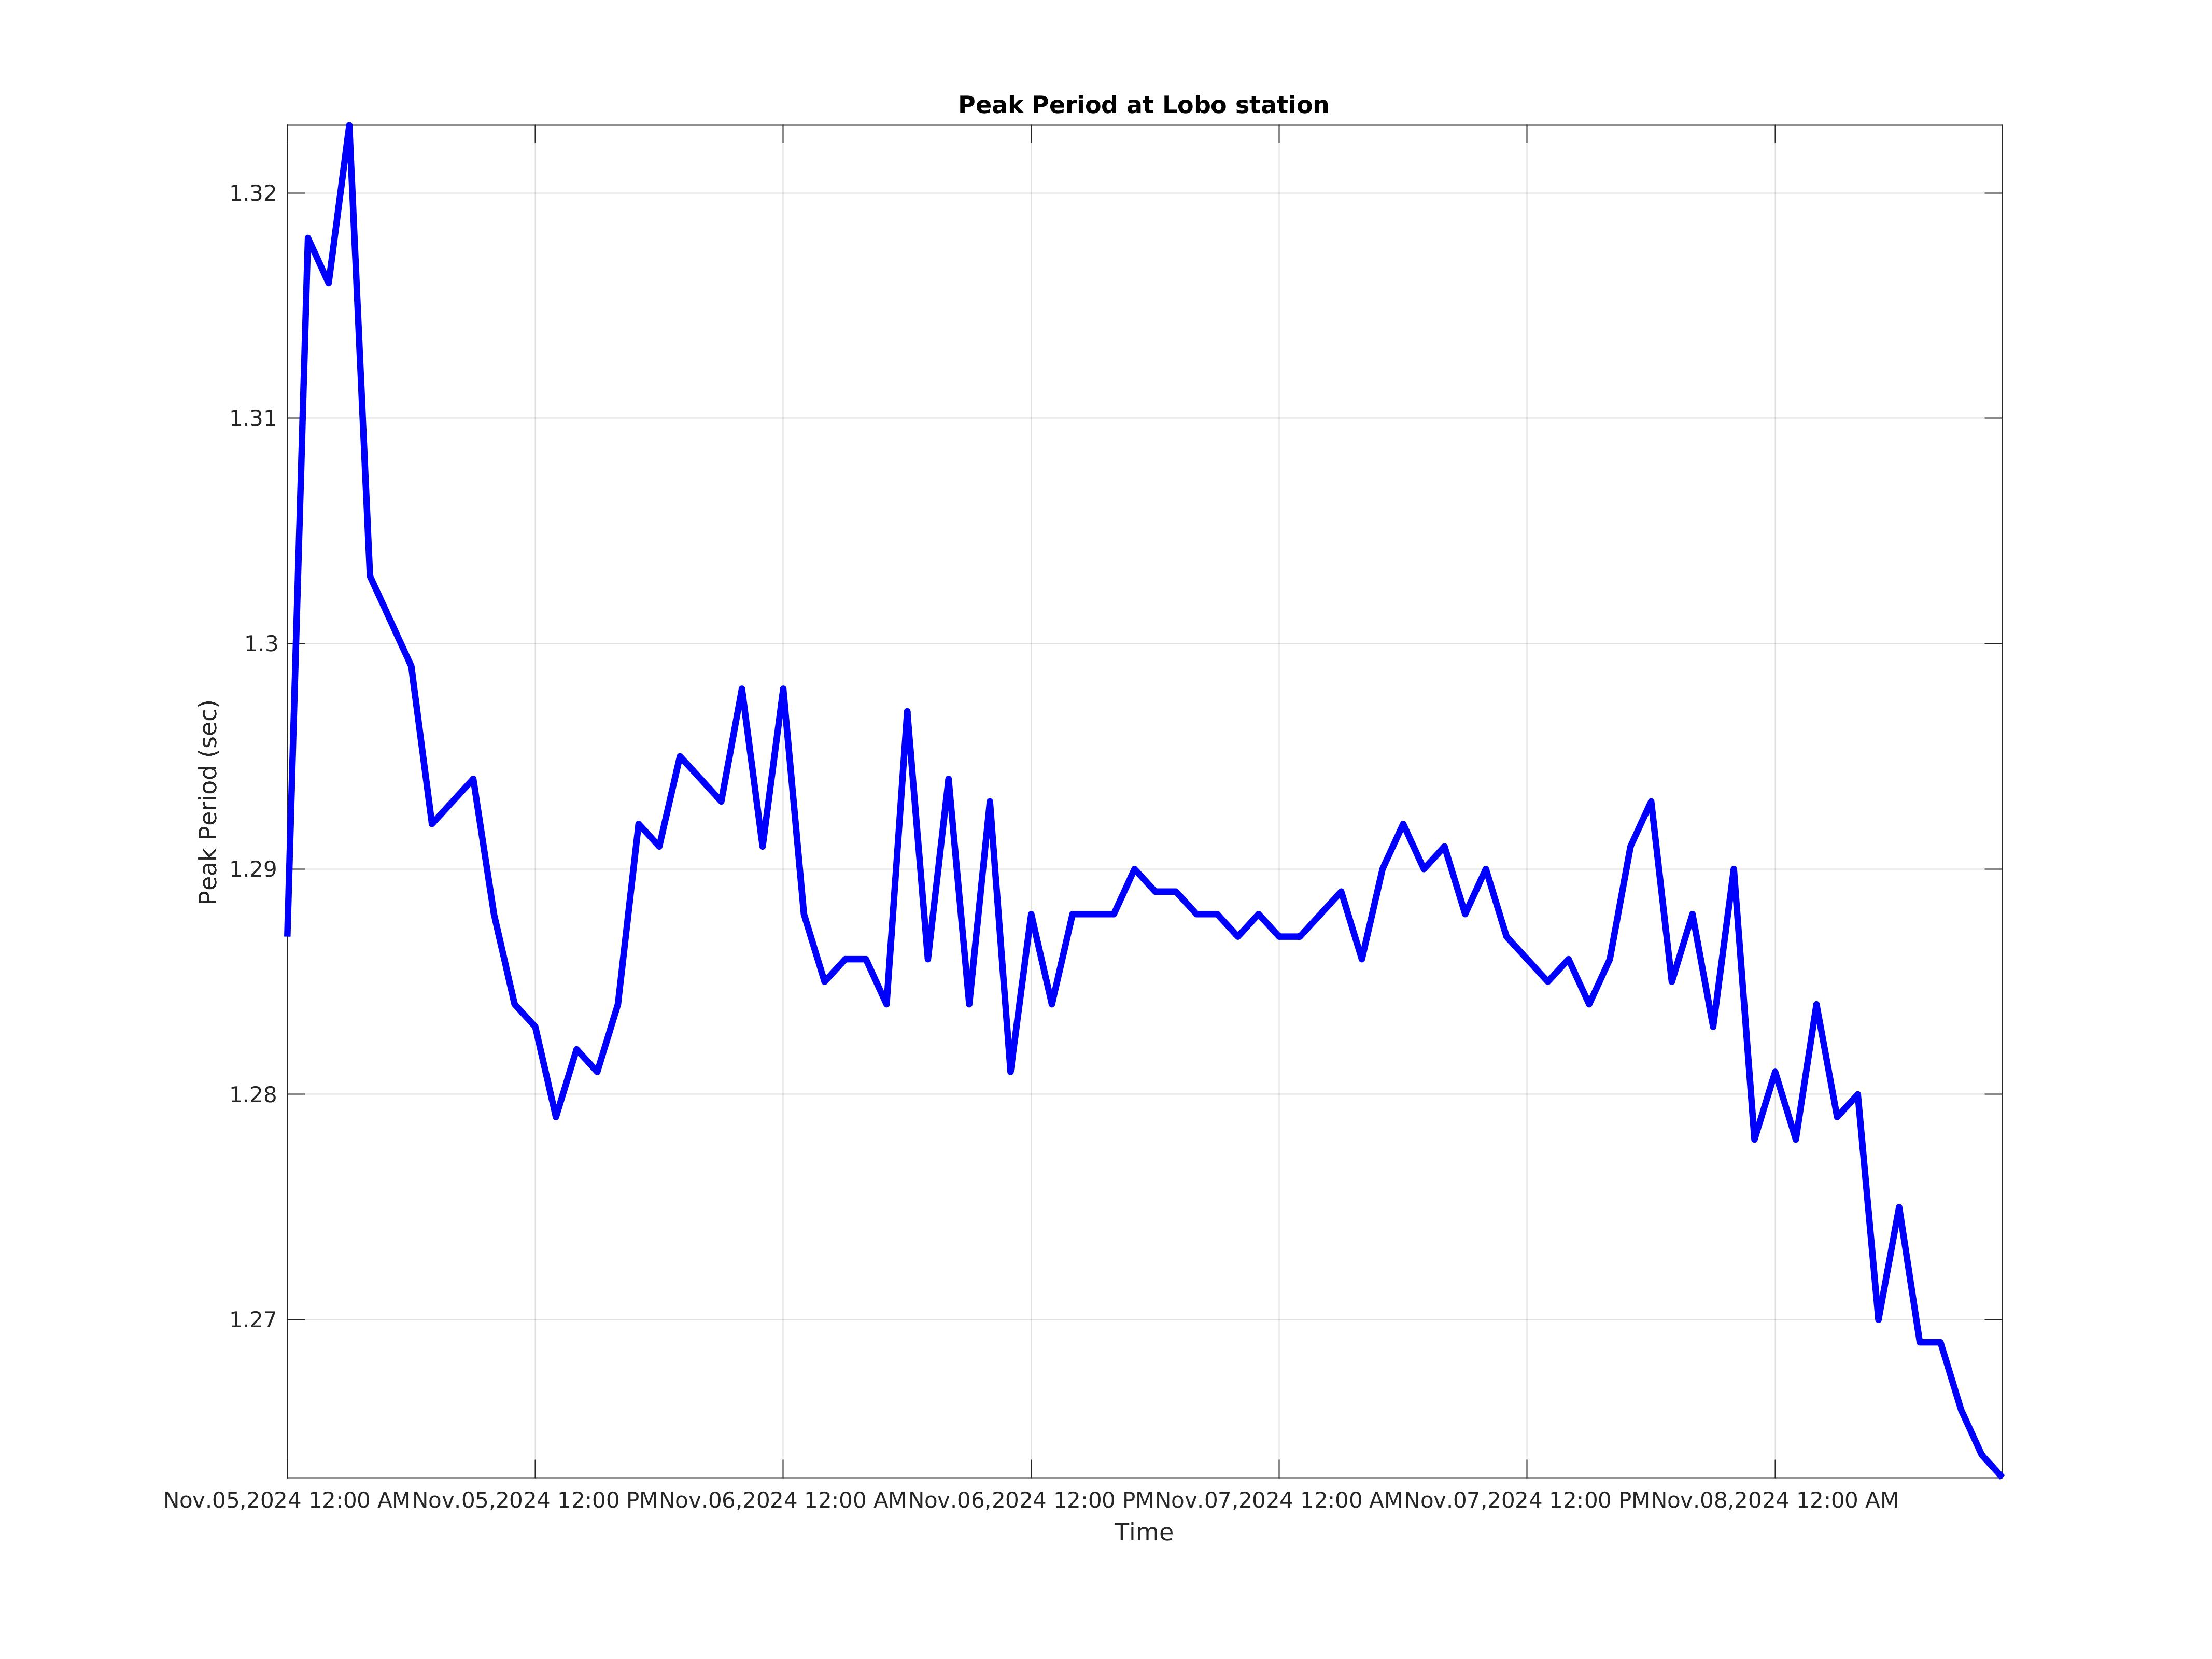 Peak Period at Lobo station
1.32
1.31
1.3
1.29
1.28
1.27
Peak Period (sec)
Nov.05,2024 12:00 AM Nov.05,2024 12:00 PM Nov.06,2024 12:00 AM Nov.06,2024 12:00 PM Nov.07,2024 12:00 AM Nov.07,2024 12:00 PM Nov.08,2024 12:00 AM
Time